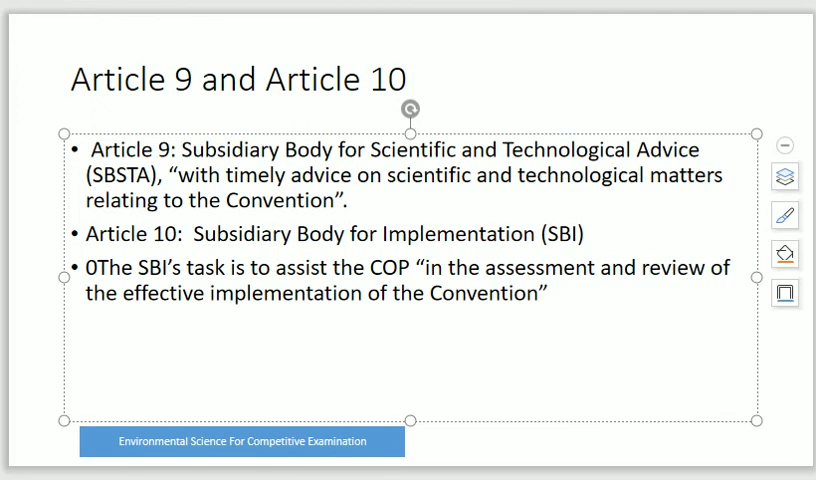 Article 9 and Article 10
• Article 9: Subsidiary Body for Scientific and Technological Advice
(SBSTA), “with timely advice on scientific and technological matters
relating to the Convention”.
• Article 10: Subsidiary Body for Implementation (SBI)
• 0The SBI’s task is to assist the COP “in the assessment and review of
the effective implementation of the Convention”
Environmental Science For Competitive Examination